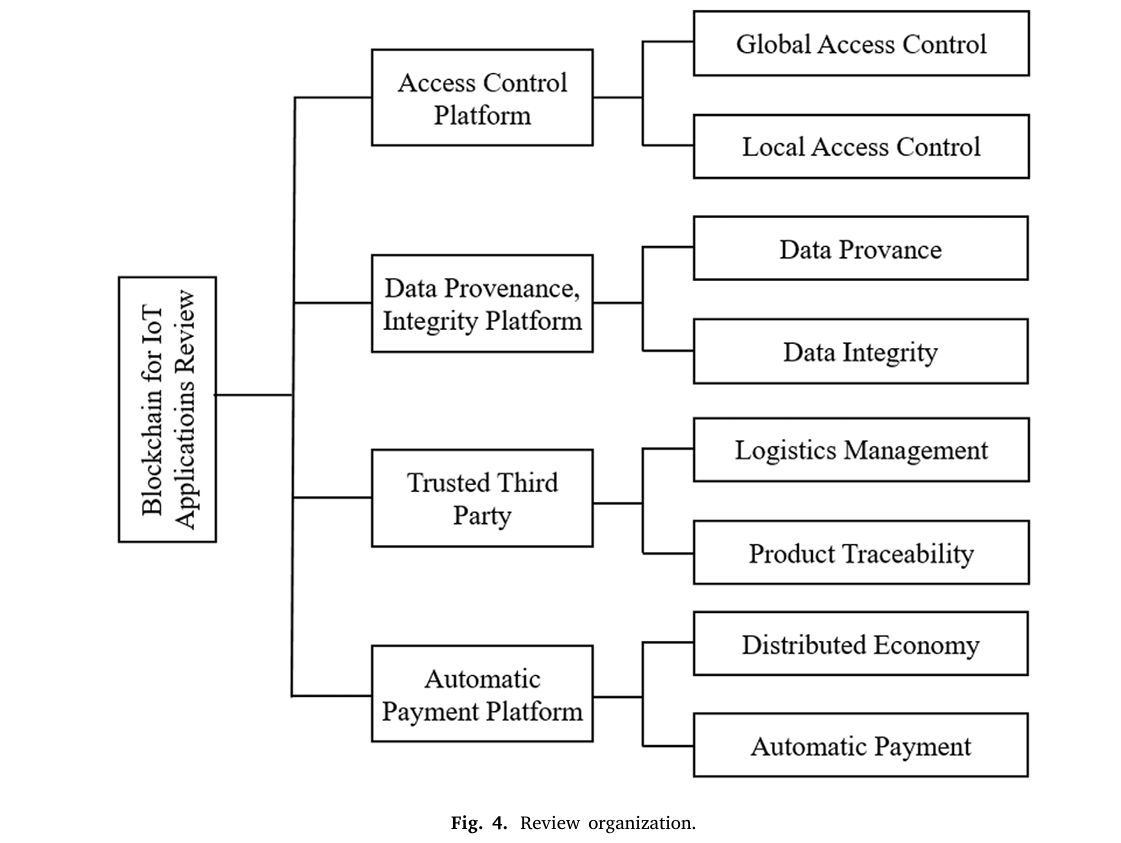 Blockchain for IoT
Applicatioins Review
Access Control
Platform
Global Access Control
Local Access Control
Data Provenance,
Integrity Platform
Data Provance
Data Integrity
Trusted Third
Party
Logistics Management
Product Traceability
Automatic
Payment Platform
Distributed Economy
Automatic Payment
Fig. 4. Review organization.